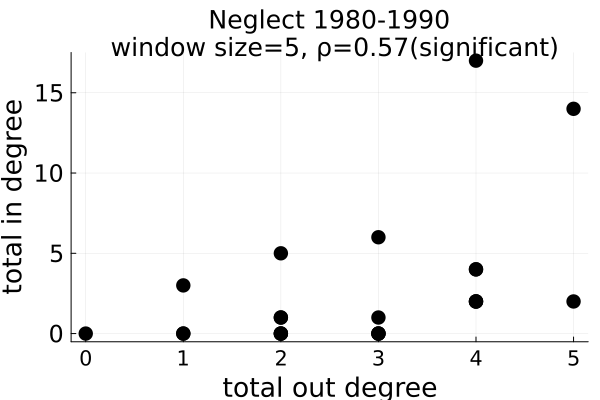 Neglect 1980-1990
window size=5, ρ=0.57(significant)
total in degree
15
10
5
0
0 1 2 3 4 5
total out degree